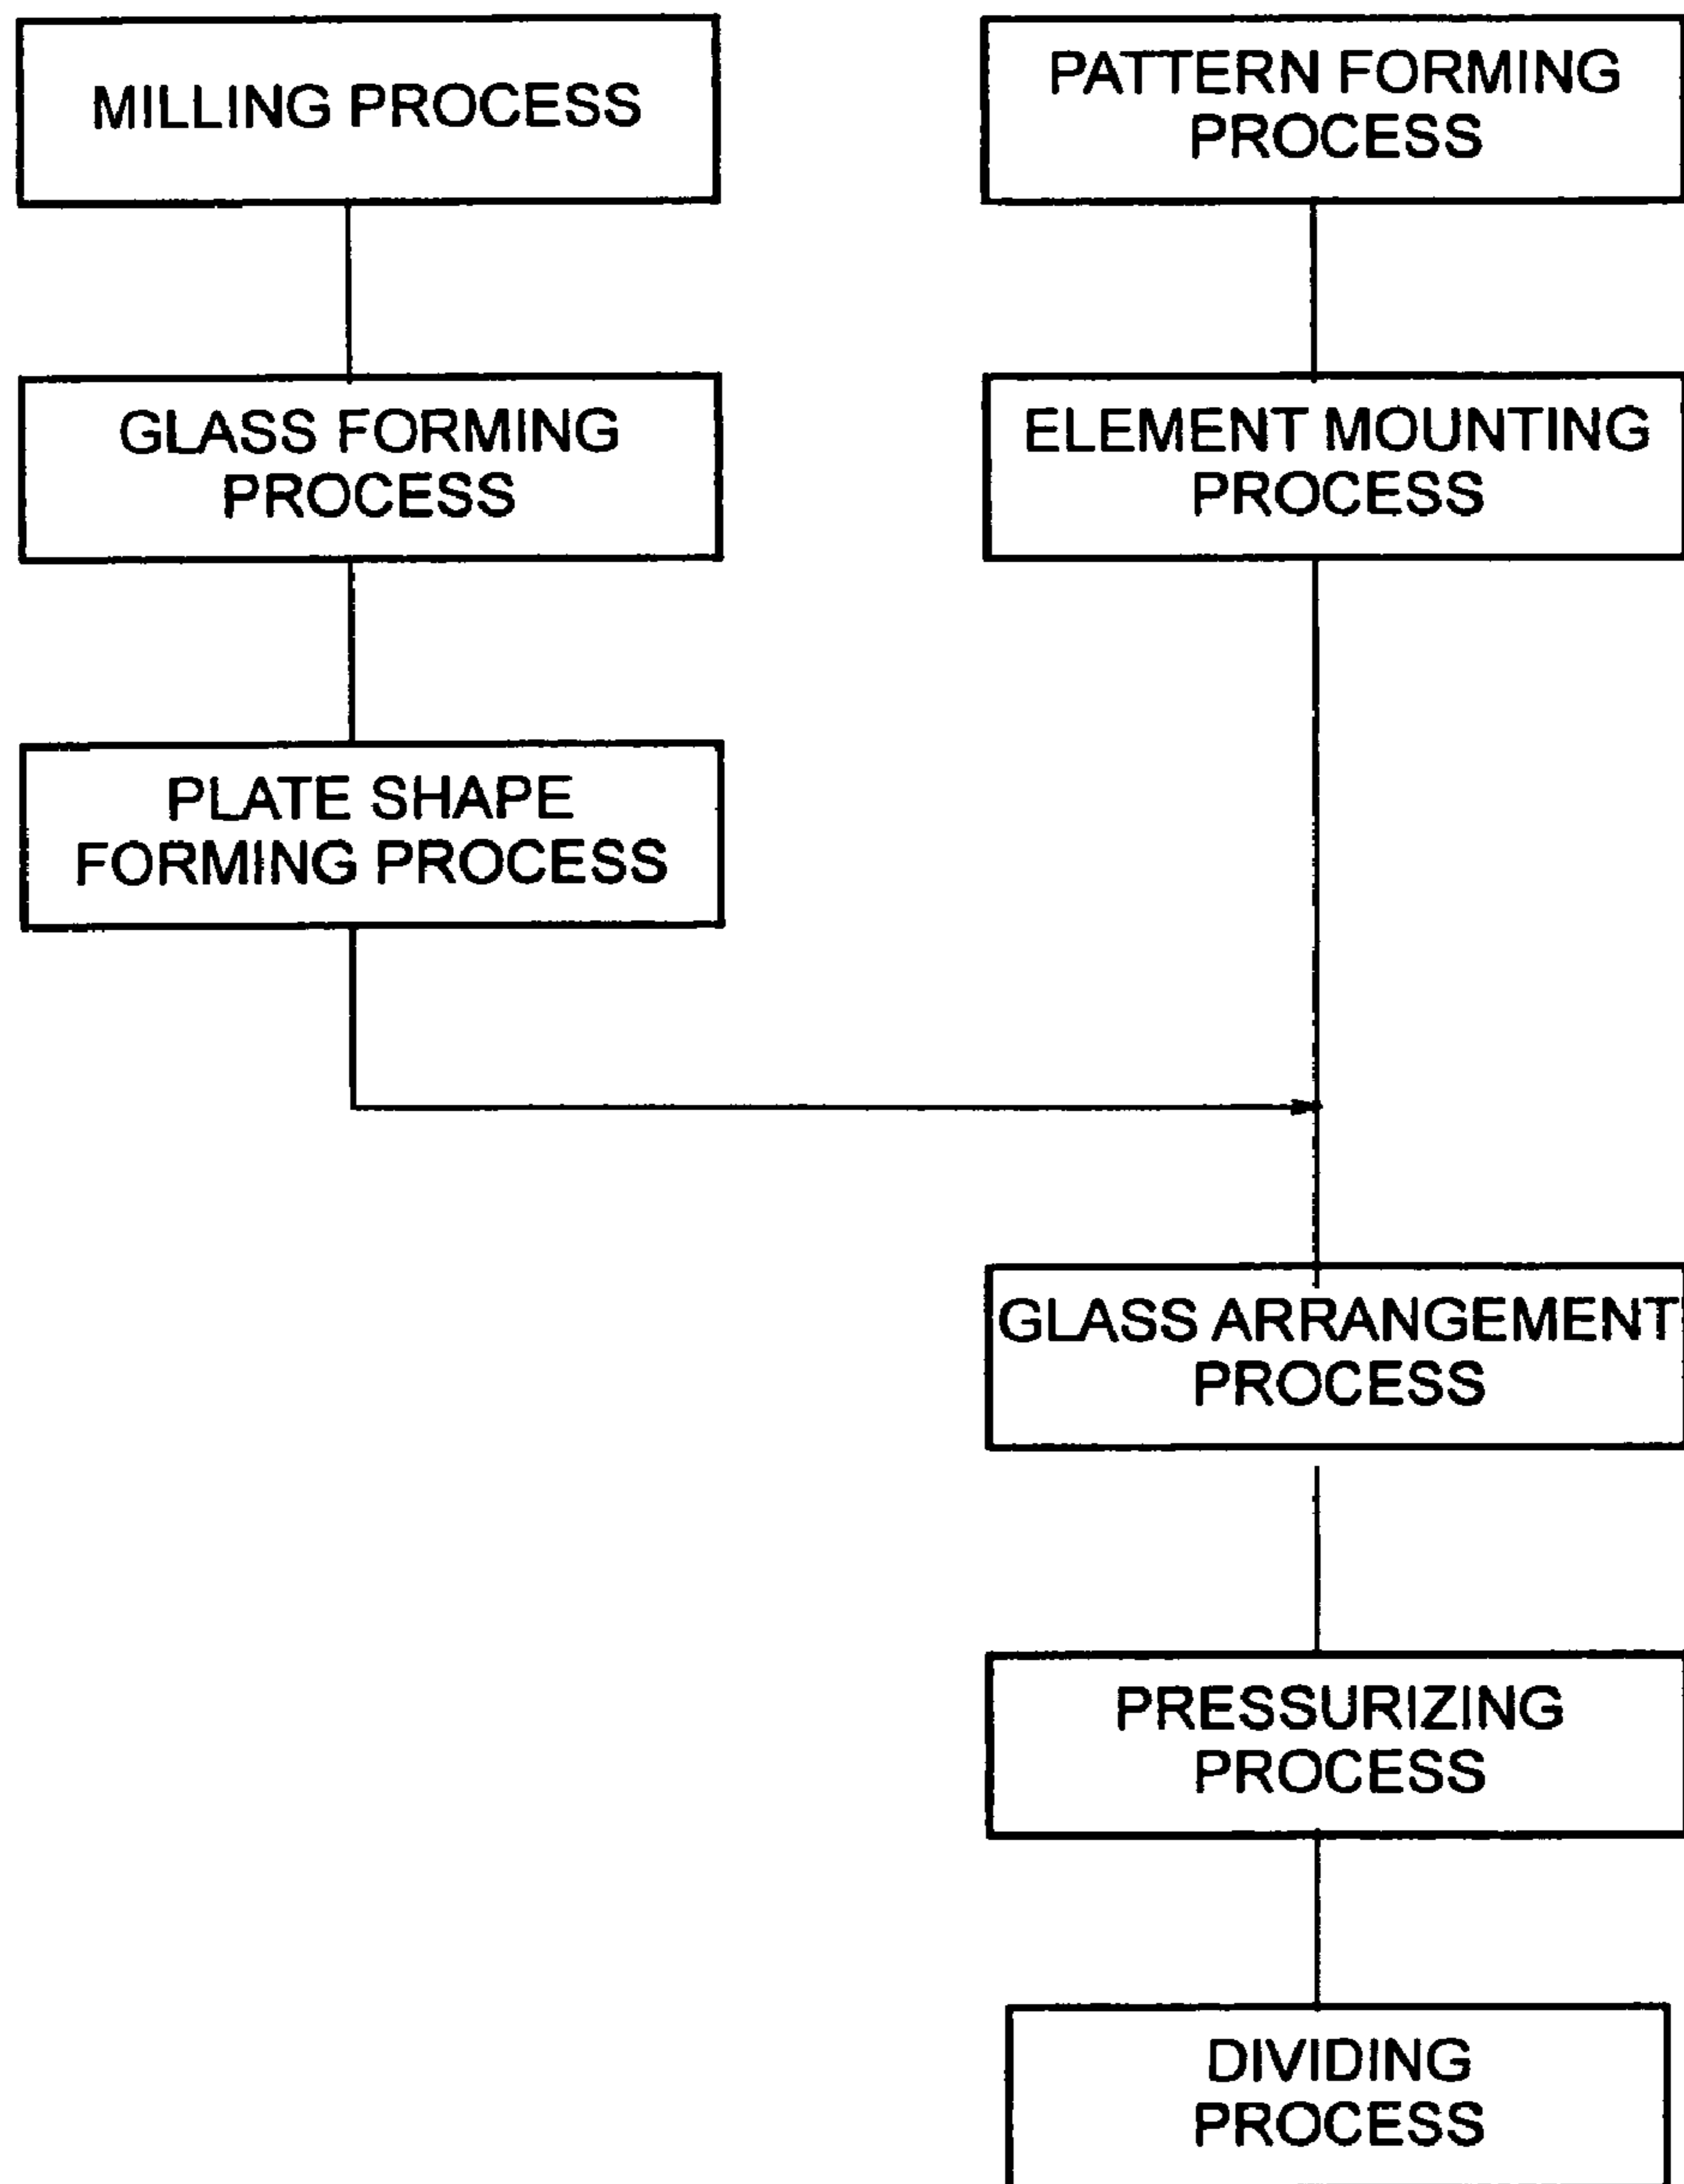 MILLING PROCESS
GLASS FORMING
PROCESS
PLATE SHAPE
FORMING PROCESS
PATTERN FORMING
PROCESS
ELEMENT MOUNTING
PROCESS
GLASS ARRANGEMENT
PROCESS
PRESSURIZING
PROCESS
DIVIDING
PROCESS